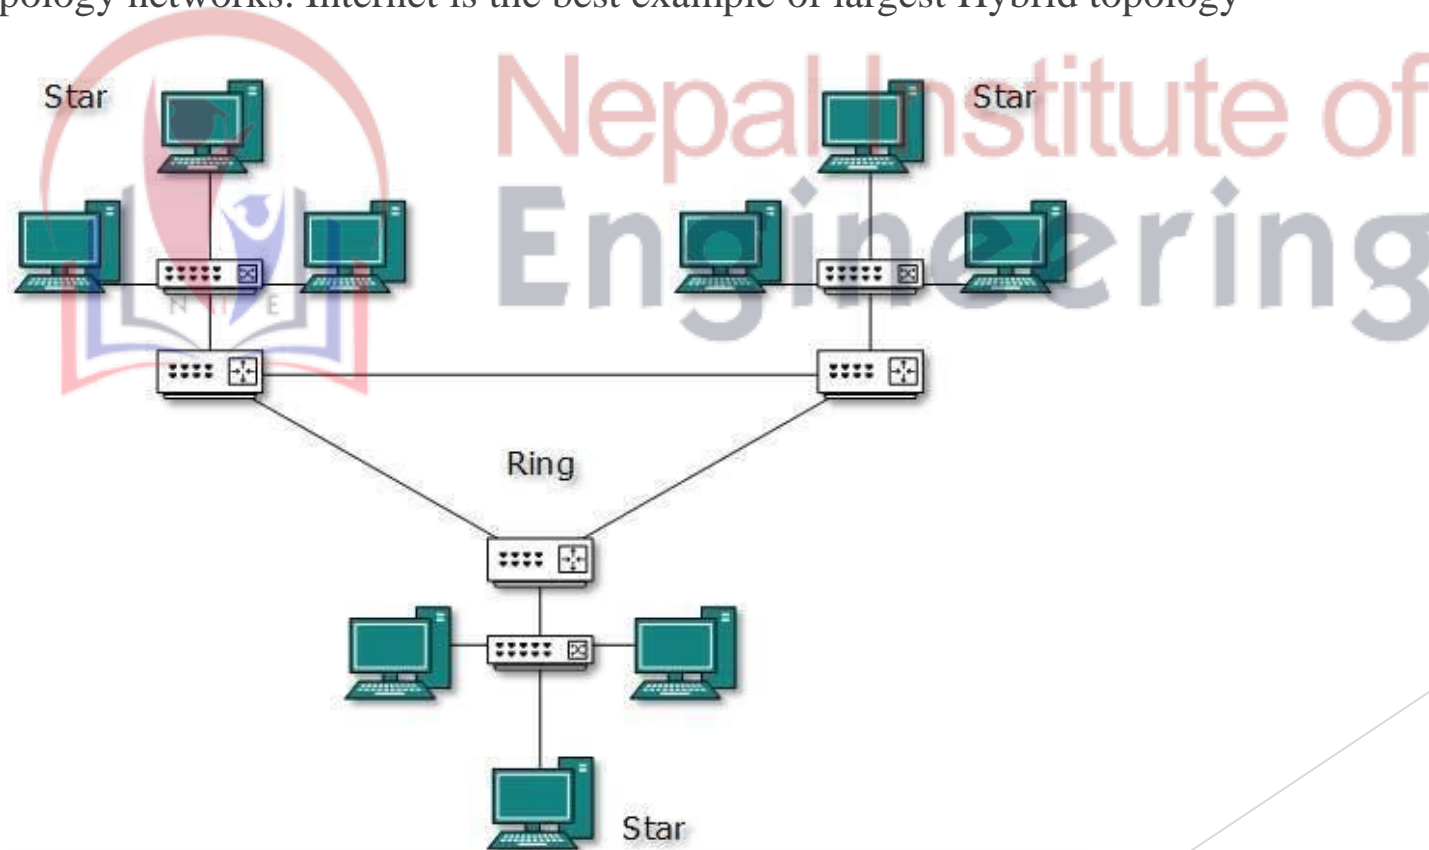 pology networks. Internet is the best example of largest Hybrid topology
Nepal Institute of
Engineering
Star
Star
N I E
Ring
Star